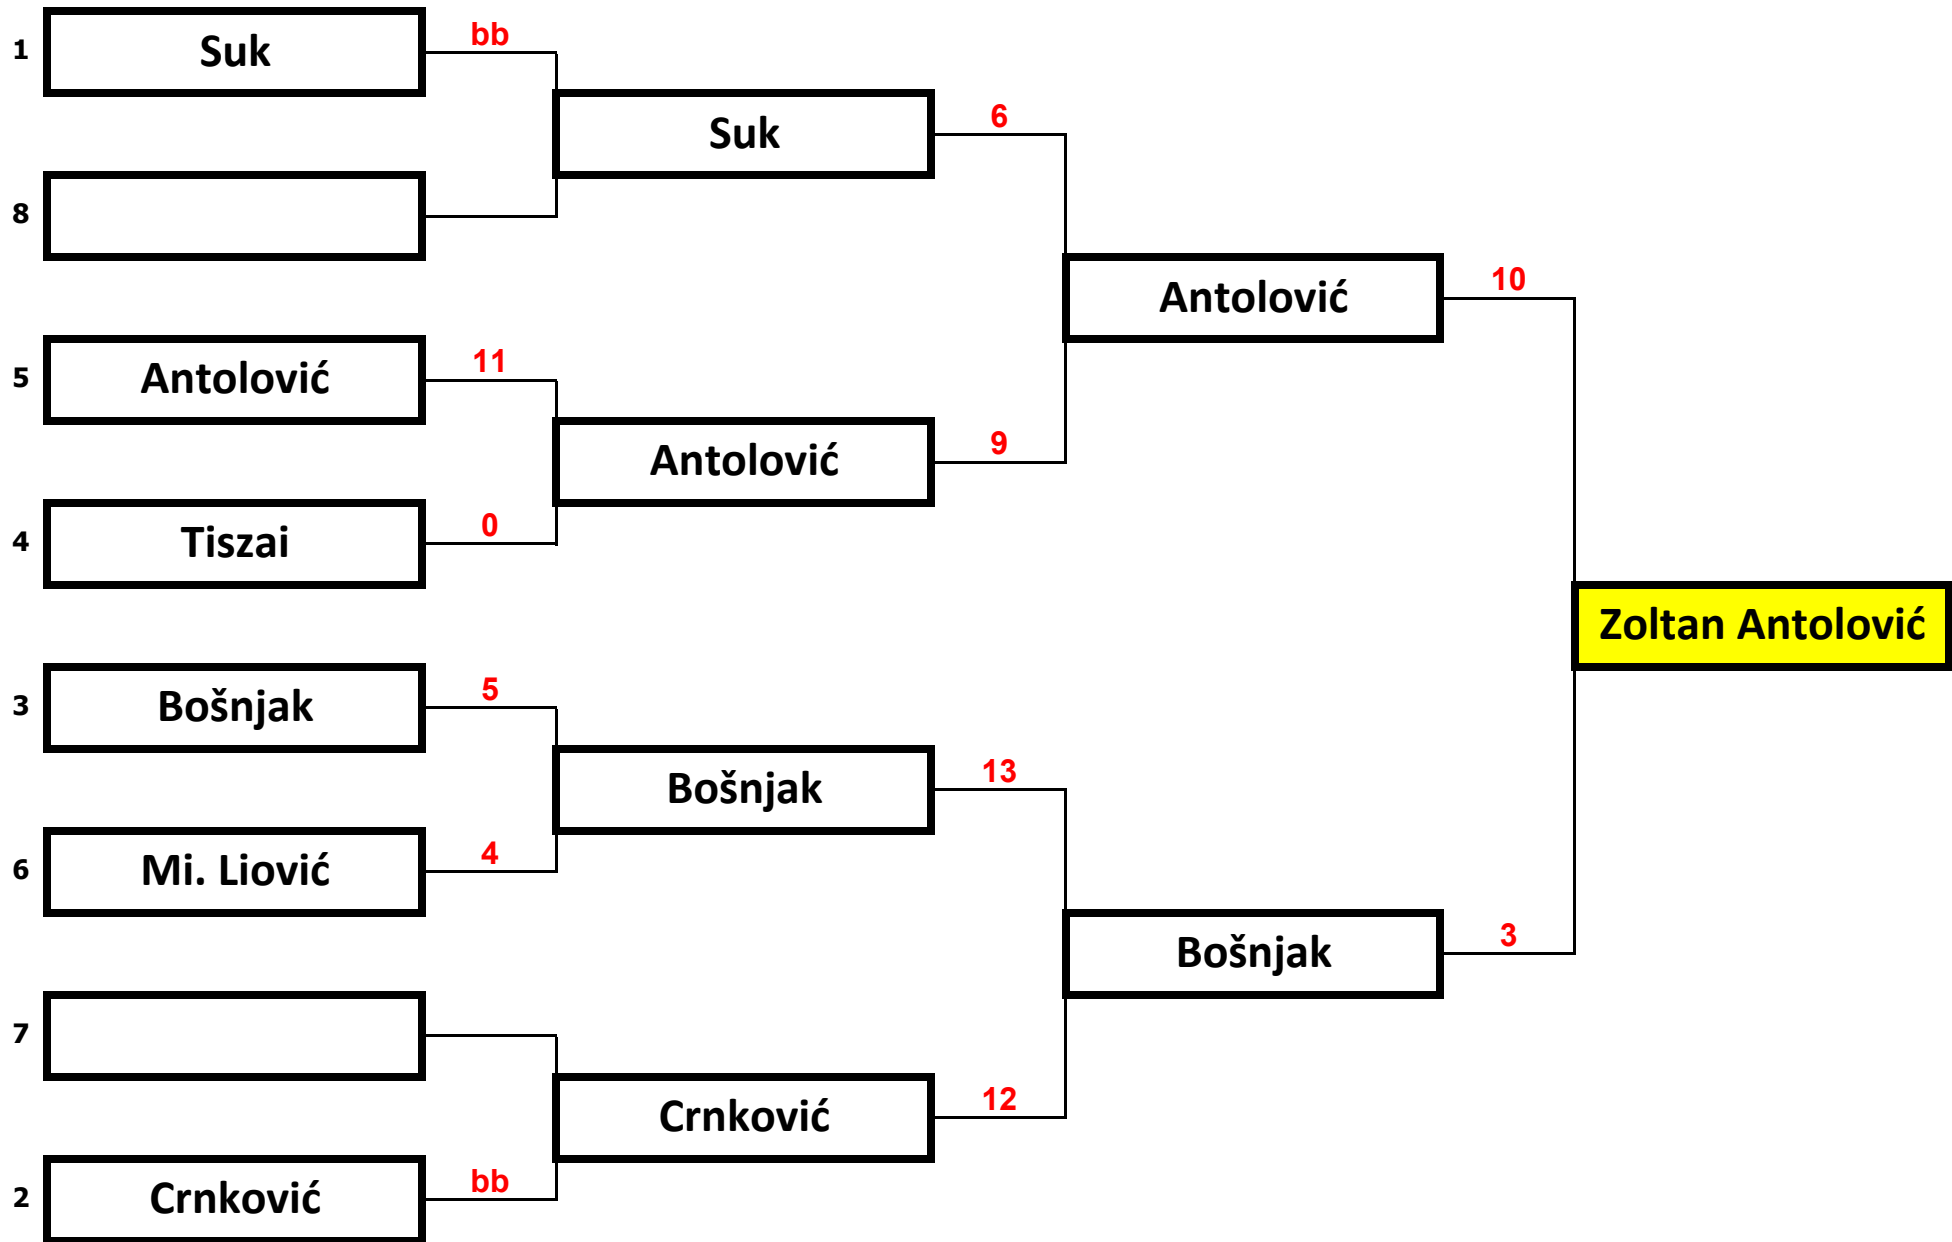 1 Suk bb
Suk 6
8
Antolović 10
5 Antolović 11
Antolović 9
4 Tiszai 0
Zoltan Antolović
3 Bošnjak 5
Bošnjak 13
6 Mi. Liović 4
Bošnjak 3
7
Crnković 12
2 Crnković bb